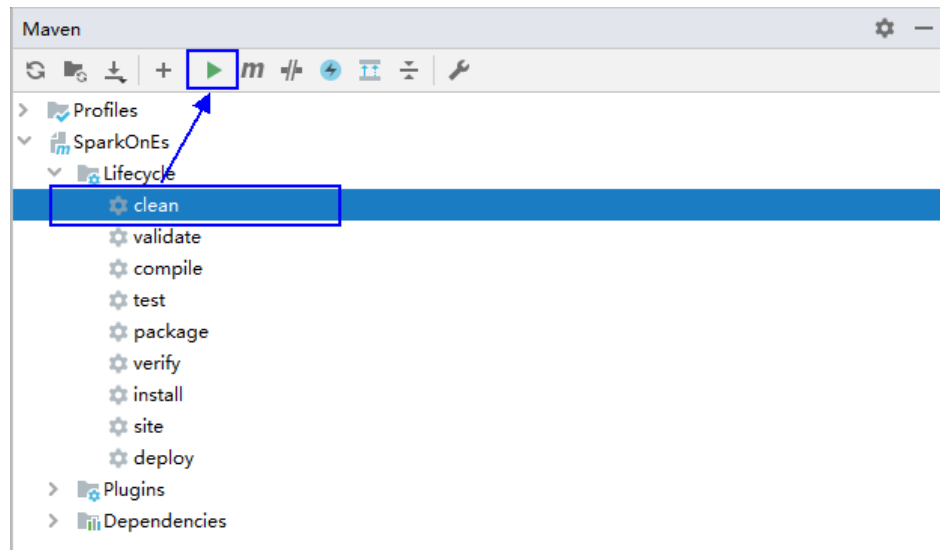 Maven
m
Profiles
SparkOnEs
Lifecycle
clean
validate
compile
test
package
verify
install
site
deploy
Plugins
Dependencies